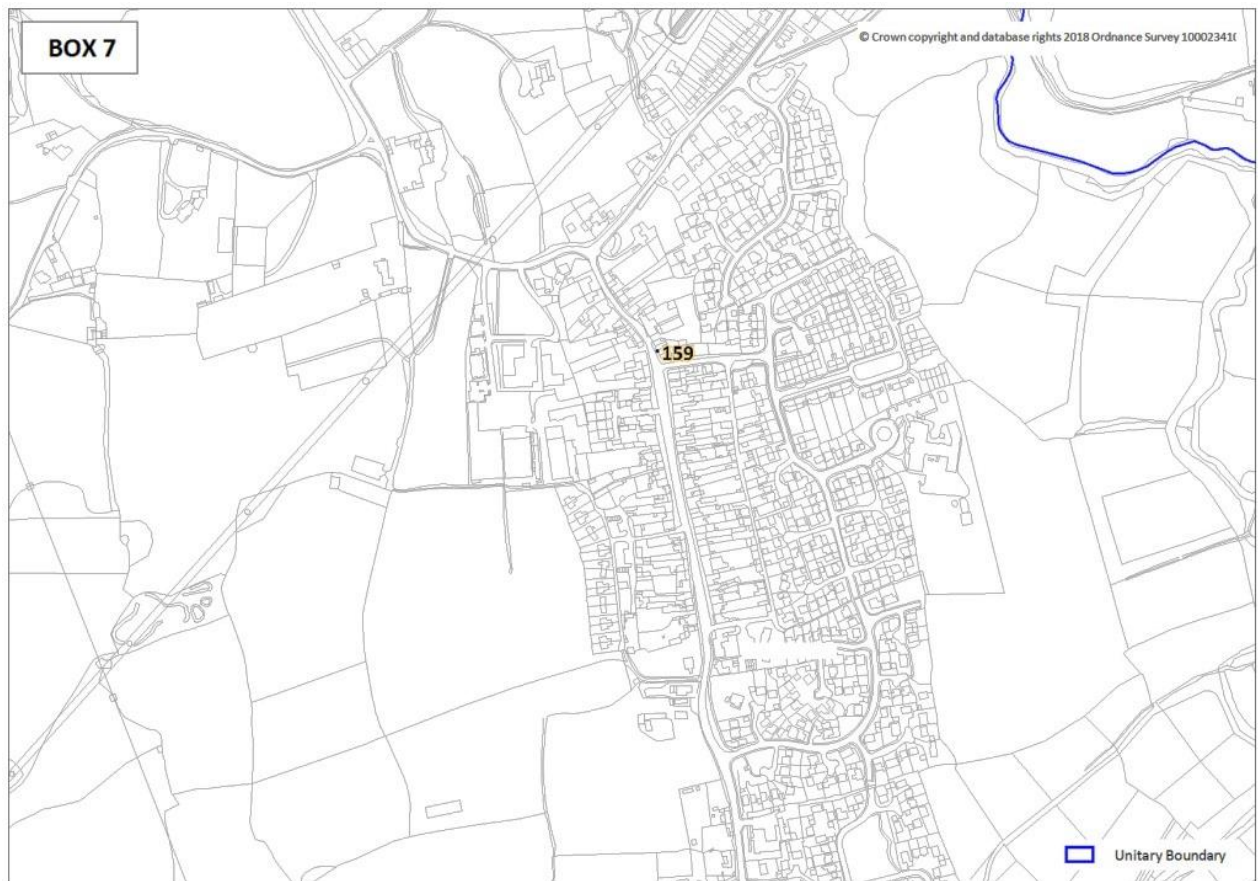 BOX 7
© Crown copyright and database rights 2018 Ordnance Survey 10002341
159
Unitary Boundary